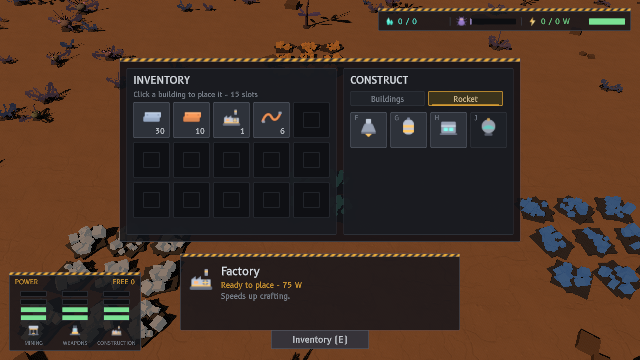 0 / 0
0 / 0 W
INVENTORY
Click a building to place it - 15 slots
30
10
1
6
CONSTRUCT
Buildings
Rocket
F
G
H
J
POWER
FREE 0
MINING
WEAPONS
CONSTRUCTION
Factory
Ready to place - 75 W
Speeds up crafting.
Inventory [E]